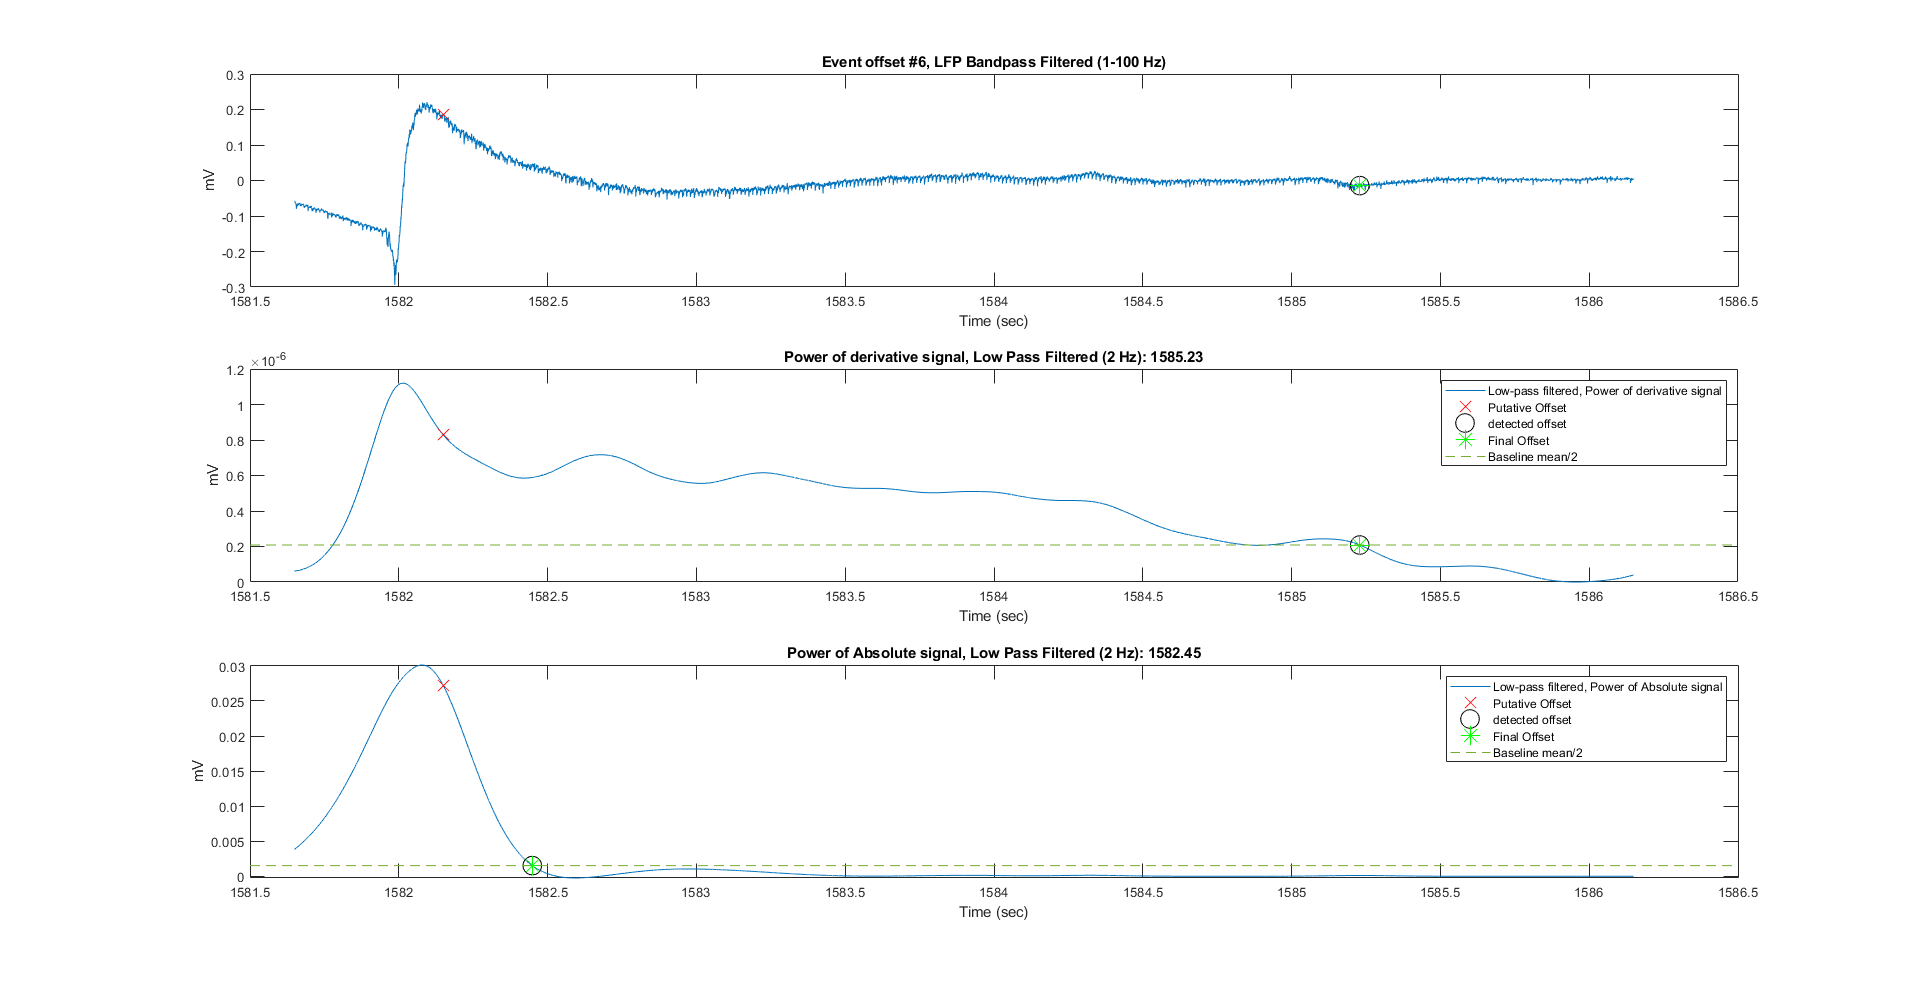 Event offset #6, LFP Bandpass Filtered (1-100 Hz)
0.3
0.2
0.1
0
-0.1
-0.2
-0.3
mV
1581.5 1582 1582.5 1583 1583.5 1584 1584.5 1585 1585.5 1586 1586.5
Time (sec)
Power of derivative signal, Low Pass Filtered (2 Hz): 1585.23
×10-6
1.2
1
0.8
0.6
0.4
0.2
0
mV
Low-pass filtered, Power of derivative signal
Putative Offset
detected offset
Final Offset
Baseline mean/2
1581.5 1582 1582.5 1583 1583.5 1584 1584.5 1585 1585.5 1586 1586.5
Time (sec)
Power of Absolute signal, Low Pass Filtered (2 Hz): 1582.45
0.03
0.025
0.02
0.015
0.01
0.005
0
mV
Low-pass filtered, Power of Absolute signal
Putative Offset
detected offset
Final Offset
Baseline mean/2
1581.5 1582 1582.5 1583 1583.5 1584 1584.5 1585 1585.5 1586 1586.5
Time (sec)